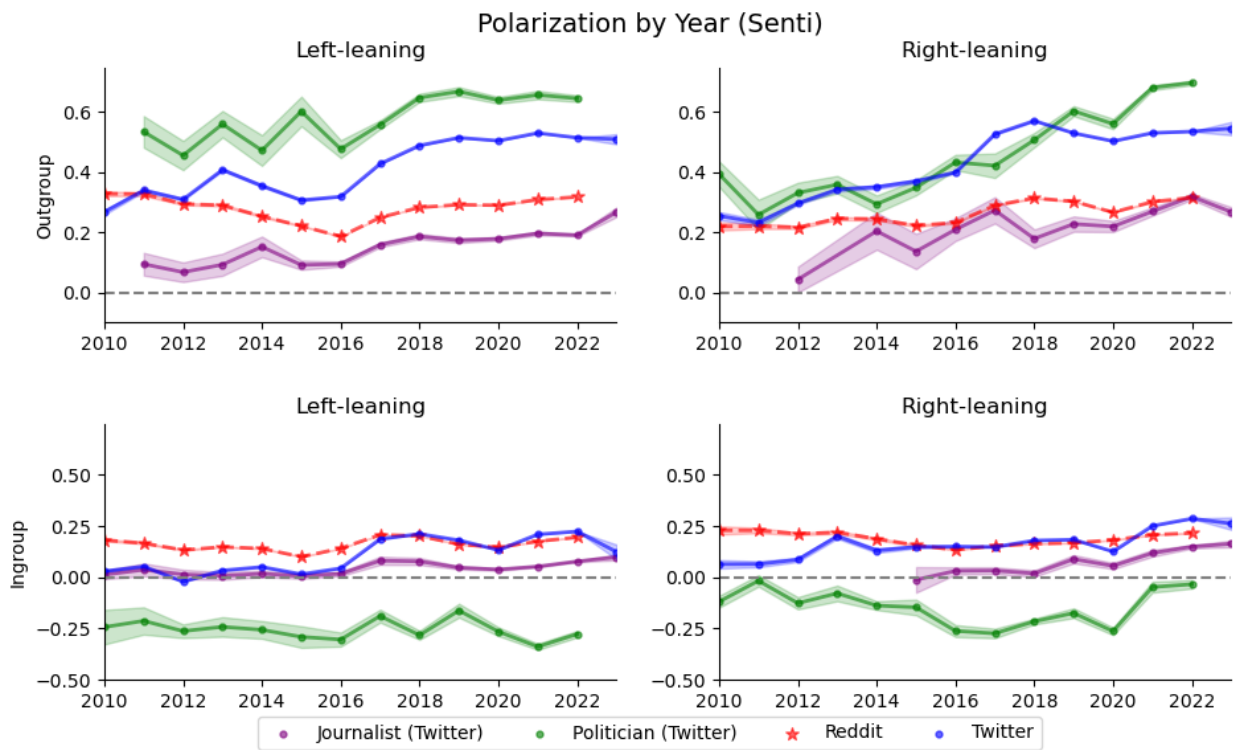 Polarization by Year (Senti)
Left-leaning
Right-leaning
Outgroup
0.6
0.4
0.2
0.0
2010 2012 2014 2016 2018 2020 2022
0.6
0.4
0.2
0.0
2010 2012 2014 2016 2018 2020 2022
Left-leaning
Right-leaning
Ingroup
0.50
0.25
0.00
−0.25
−0.50
2010 2012 2014 2016 2018 2020 2022
0.50
0.25
0.00
−0.25
−0.50
2010 2012 2014 2016 2018 2020 2022
Journalist (Twitter) Politician (Twitter) Reddit Twitter